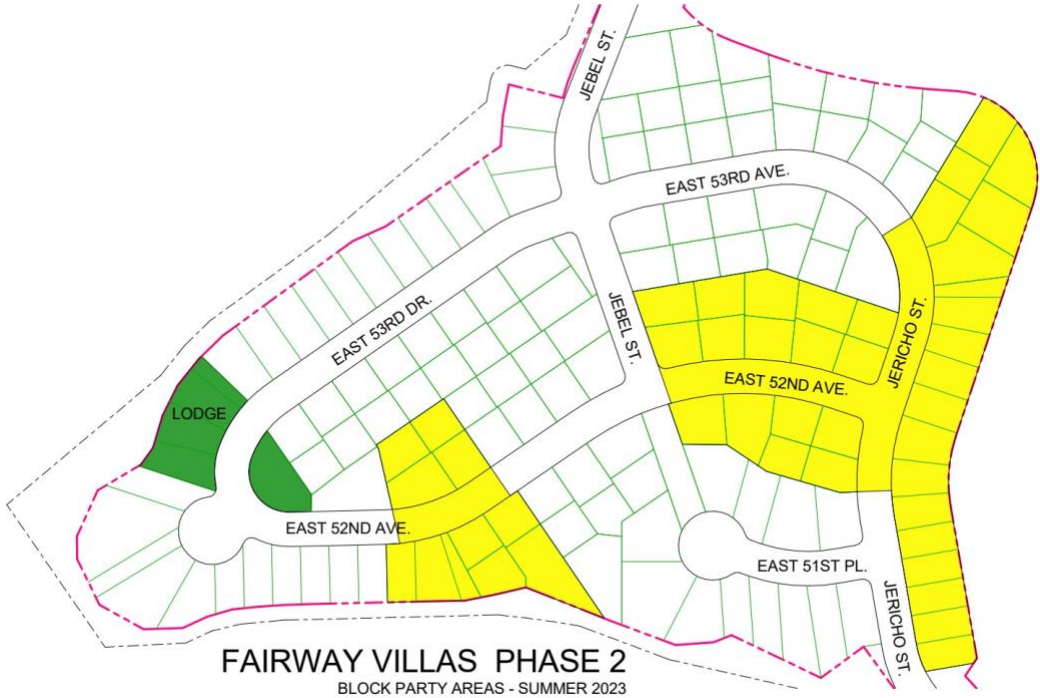 JEBEL ST.
EAST 53RD AVE.
EAST 53RD DR.
JEBEL ST.
JERICHO ST.
EAST 52ND AVE.
LODGE
EAST 52ND AVE.
EAST 51ST PL.
JERICHO ST.
FAIRWAY VILLAS PHASE 2
BLOCK PARTY AREAS - SUMMER 2023